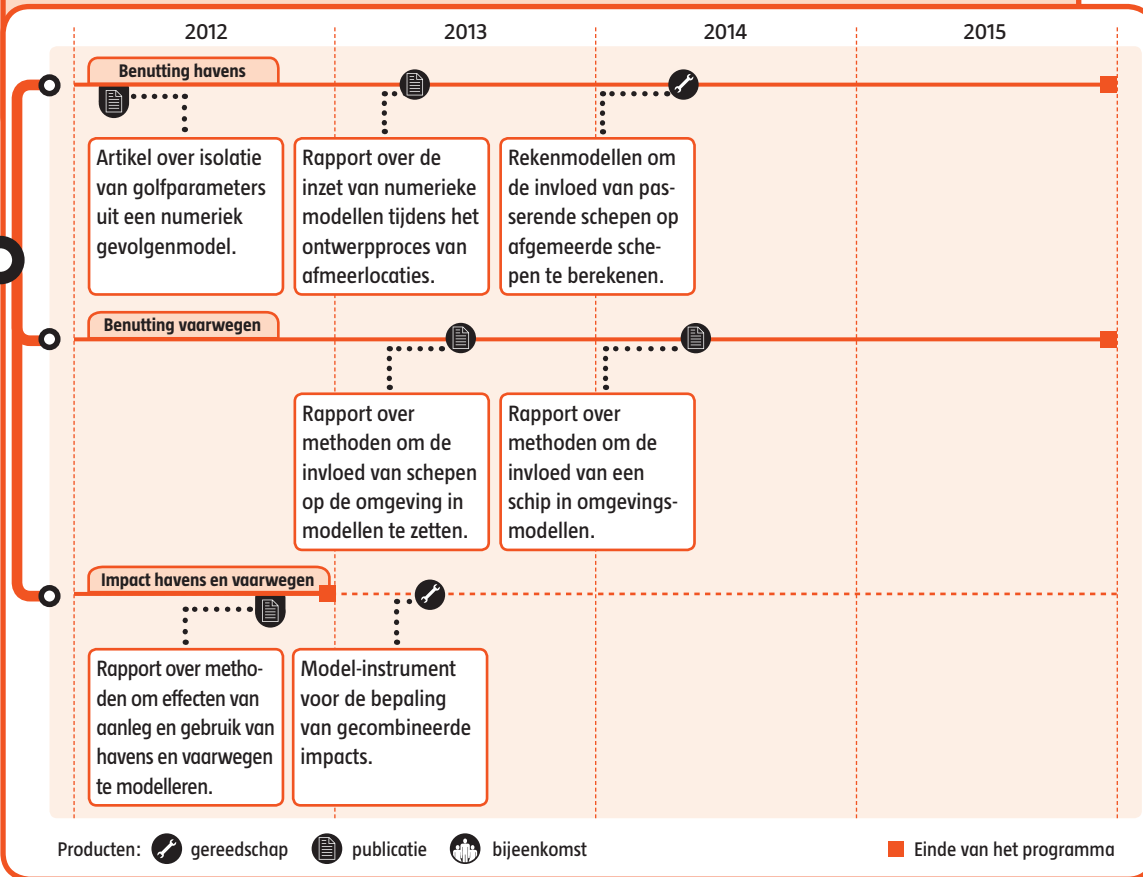 2012 2013 2014 2015
Benutting havens
Artikel over isolatie
van golfparameters
uit een numeriek
gevolgenmodel.
Rapport over de
inzet van numerieke
modellen tijdens het
ontwerpproces van
afmeerlocaties.
Rekenmodellen om
de invloed van pas-
serende schepen op
afgemeerde sche-
pen te berekenen.
Benutting vaarwegen
Rapport over
methoden om de
invloed van schepen
op de omgeving in
modellen te zetten.
Rapport over
methoden om de
invloed van een
schip in omgevings-
modellen.
Impact havens en vaarwegen
Rapport over metho-
den om effecten van
aanleg en gebruik van
havens en vaarwegen
te modelleren.
Model-instrument
voor de bepaling
van gecombineerde
impacts.
Producten: gereedschap publicatie bijeenkomst Einde van het programma